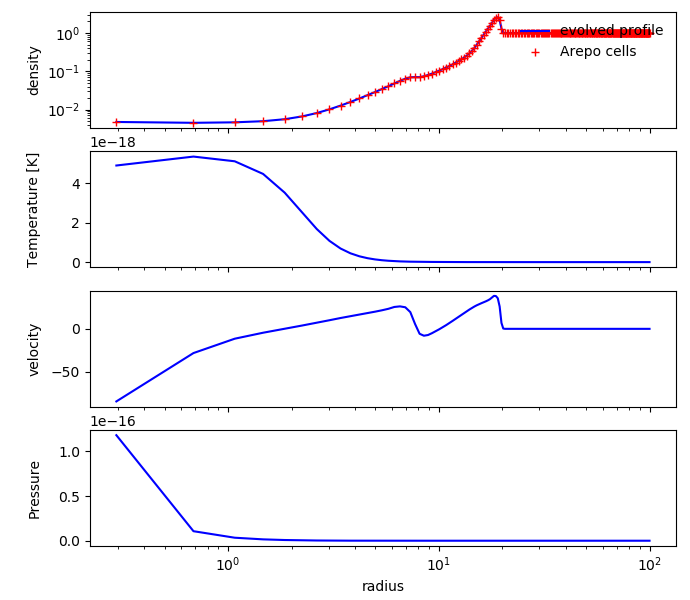 density
10⁰
10⁻¹
10⁻²
evolved profile
Arepo cells
1e−18
Temperature [K]
4
2
0
velocity
0
−50
1e−16
Pressure
1.0
0.5
0.0
10⁰
10¹
10²
radius